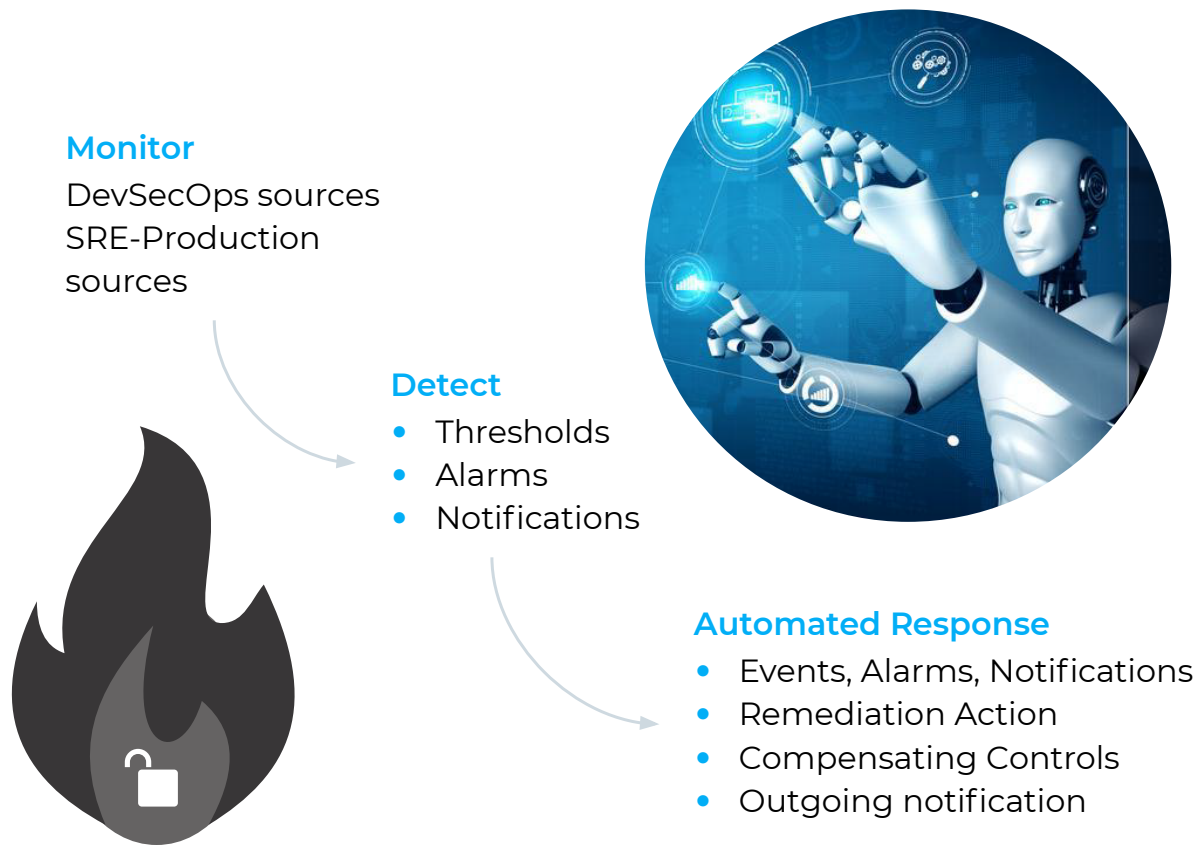 Monitor
DevSecOps sources
SRE-Production
sources
Detect
• Thresholds
• Alarms
• Notifications
Automated Response
• Events, Alarms, Notifications
• Remediation Action
• Compensating Controls
• Outgoing notification